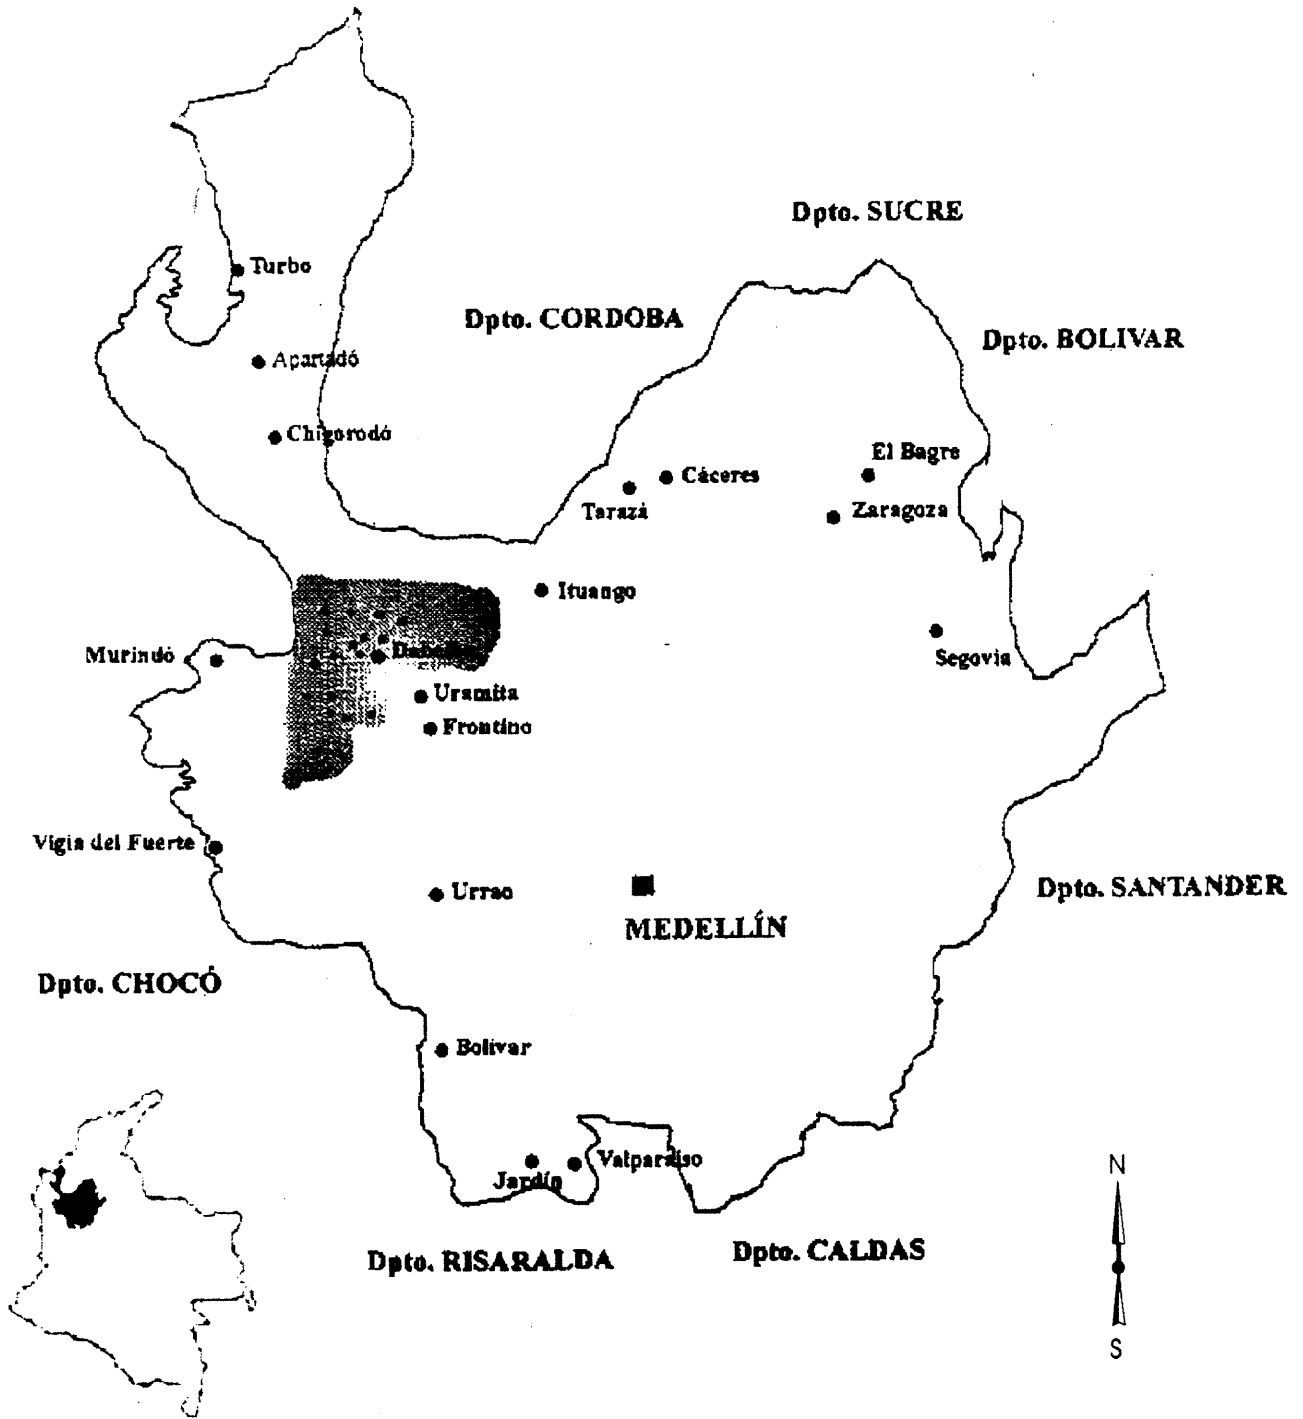 Dpto. SUCRE
Turbo
Dpto. CORDOBA
Dpto. BOLIVAR
Apartadó
Chigorodó
El Bagre
Cáceres
Tarazá
Zaragoza
Ituango
Murindó
Segovia
Uramita
Frontino
Vigia del Fuerte
Urrao
Dpto. SANTANDER
MEDELLÍN
Dpto. CHOCÓ
Bolivar
Valparaiso
Jardín
N
Dpto. RISARALDA
Dpto. CALDAS
S